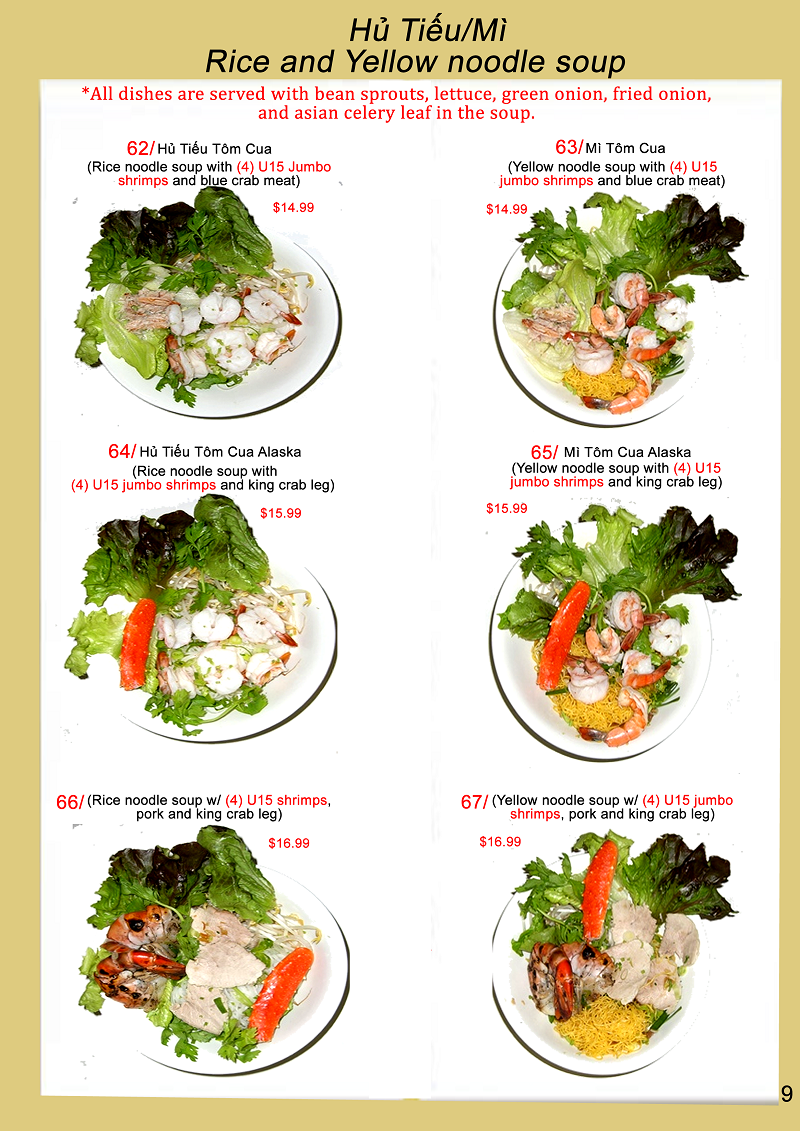 Hủ Tiếu/Mì
Rice and Yellow noodle soup
*All dishes are served with bean sprouts, lettuce, green onion, fried onion,
and asian celery leaf in the soup.
62/ Hủ Tiếu Tôm Cua
(Rice noodle soup with (4) U15 Jumbo
shrimps and blue crab meat)
$14.99
63/ Mì Tôm Cua
(Yellow noodle soup with (4) U15
jumbo shrimps and blue crab meat)
$14.99
64/ Hủ Tiếu Tôm Cua Alaska
(Rice noodle soup with
(4) U15 jumbo shrimps and king crab leg)
$15.99
65/ Mì Tôm Cua Alaska
(Yellow noodle soup with (4) U15
jumbo shrimps and king crab leg)
$15.99
66/ (Rice noodle soup w/ (4) U15 shrimps,
pork and king crab leg)
$16.99
67/ (Yellow noodle soup w/ (4) U15 jumbo
shrimps, pork and king crab leg)
$16.99
9